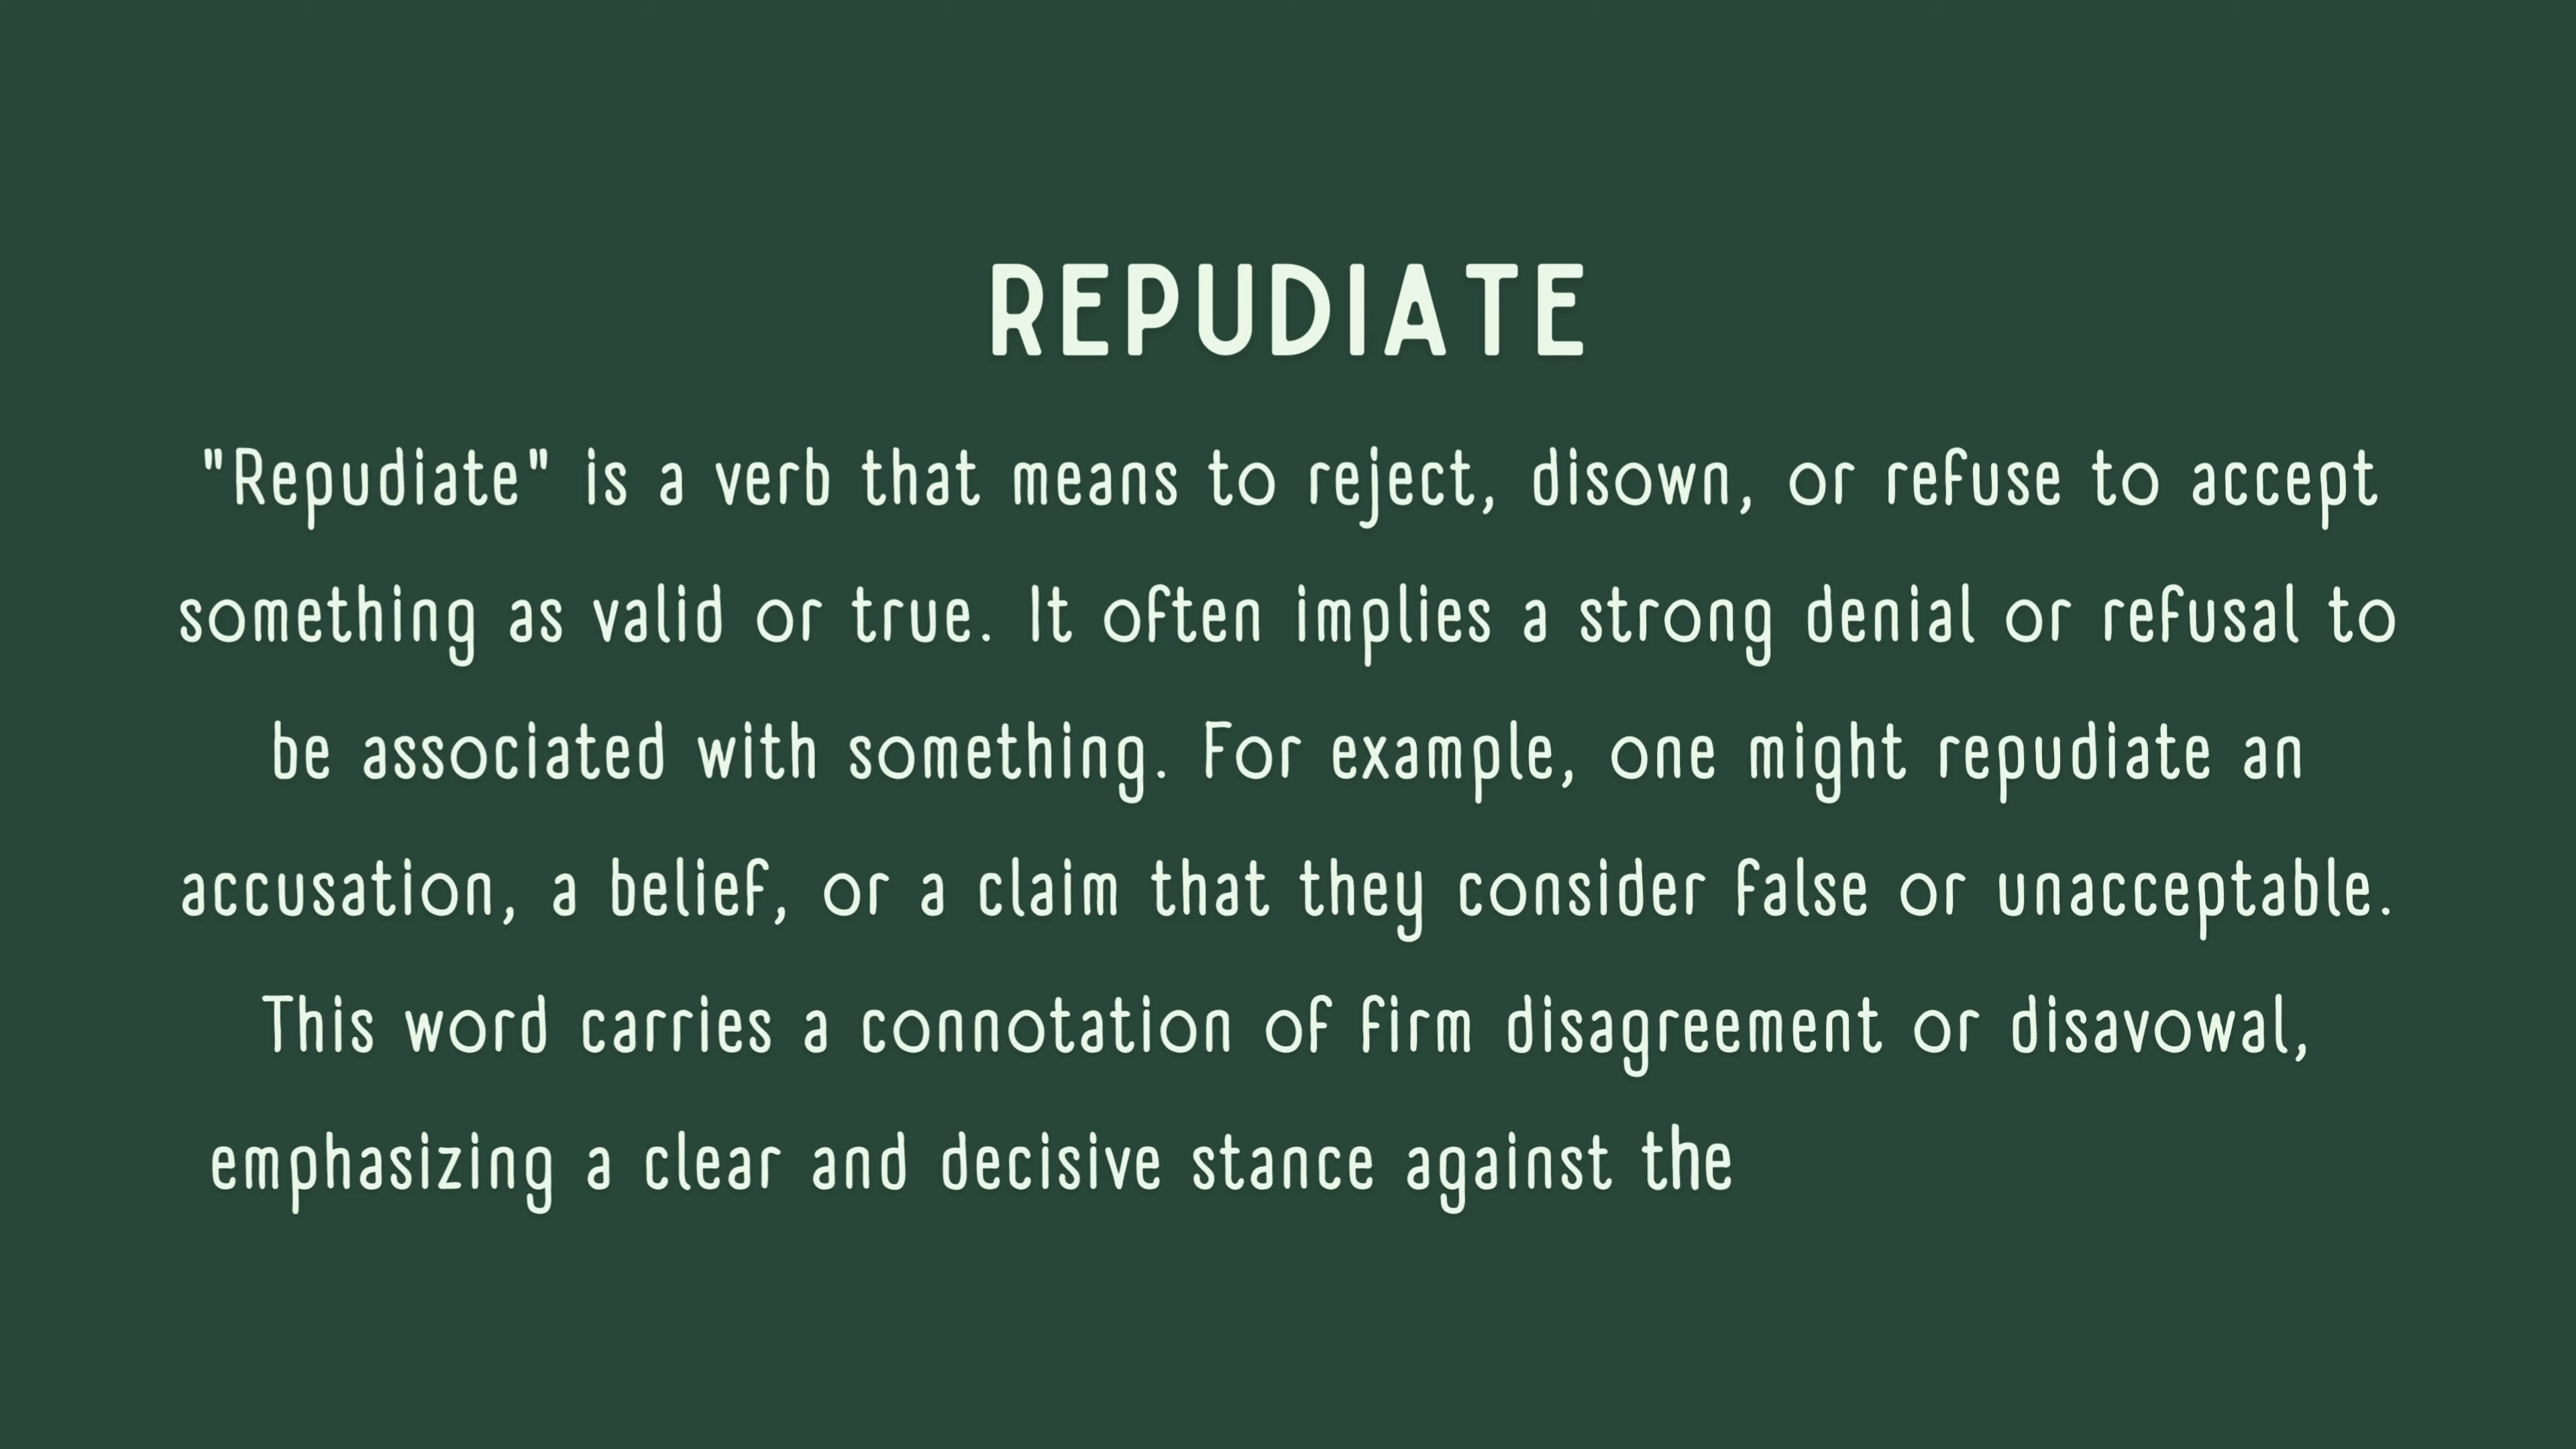 REPUDIATE
"Repudiate" is a verb that means to reject, disown, or refuse to accept
something as valid or true. It often implies a strong denial or refusal to
be associated with something. For example, one might repudiate an
accusation, a belief, or a claim that they consider false or unacceptable.
This word carries a connotation of firm disagreement or disavowal,
emphasizing a clear and decisive stance against the